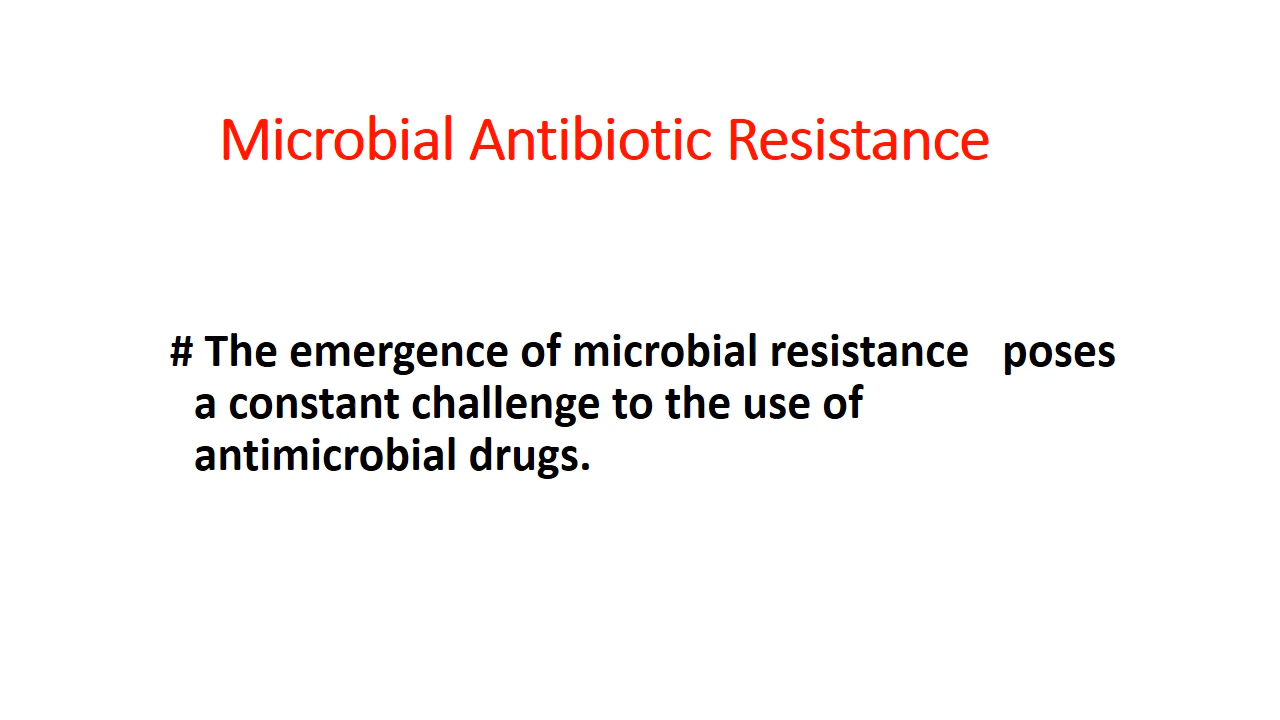 Microbial Antibiotic Resistance
# The emergence of microbial resistance   poses
a constant challenge to the use of
antimicrobial drugs.